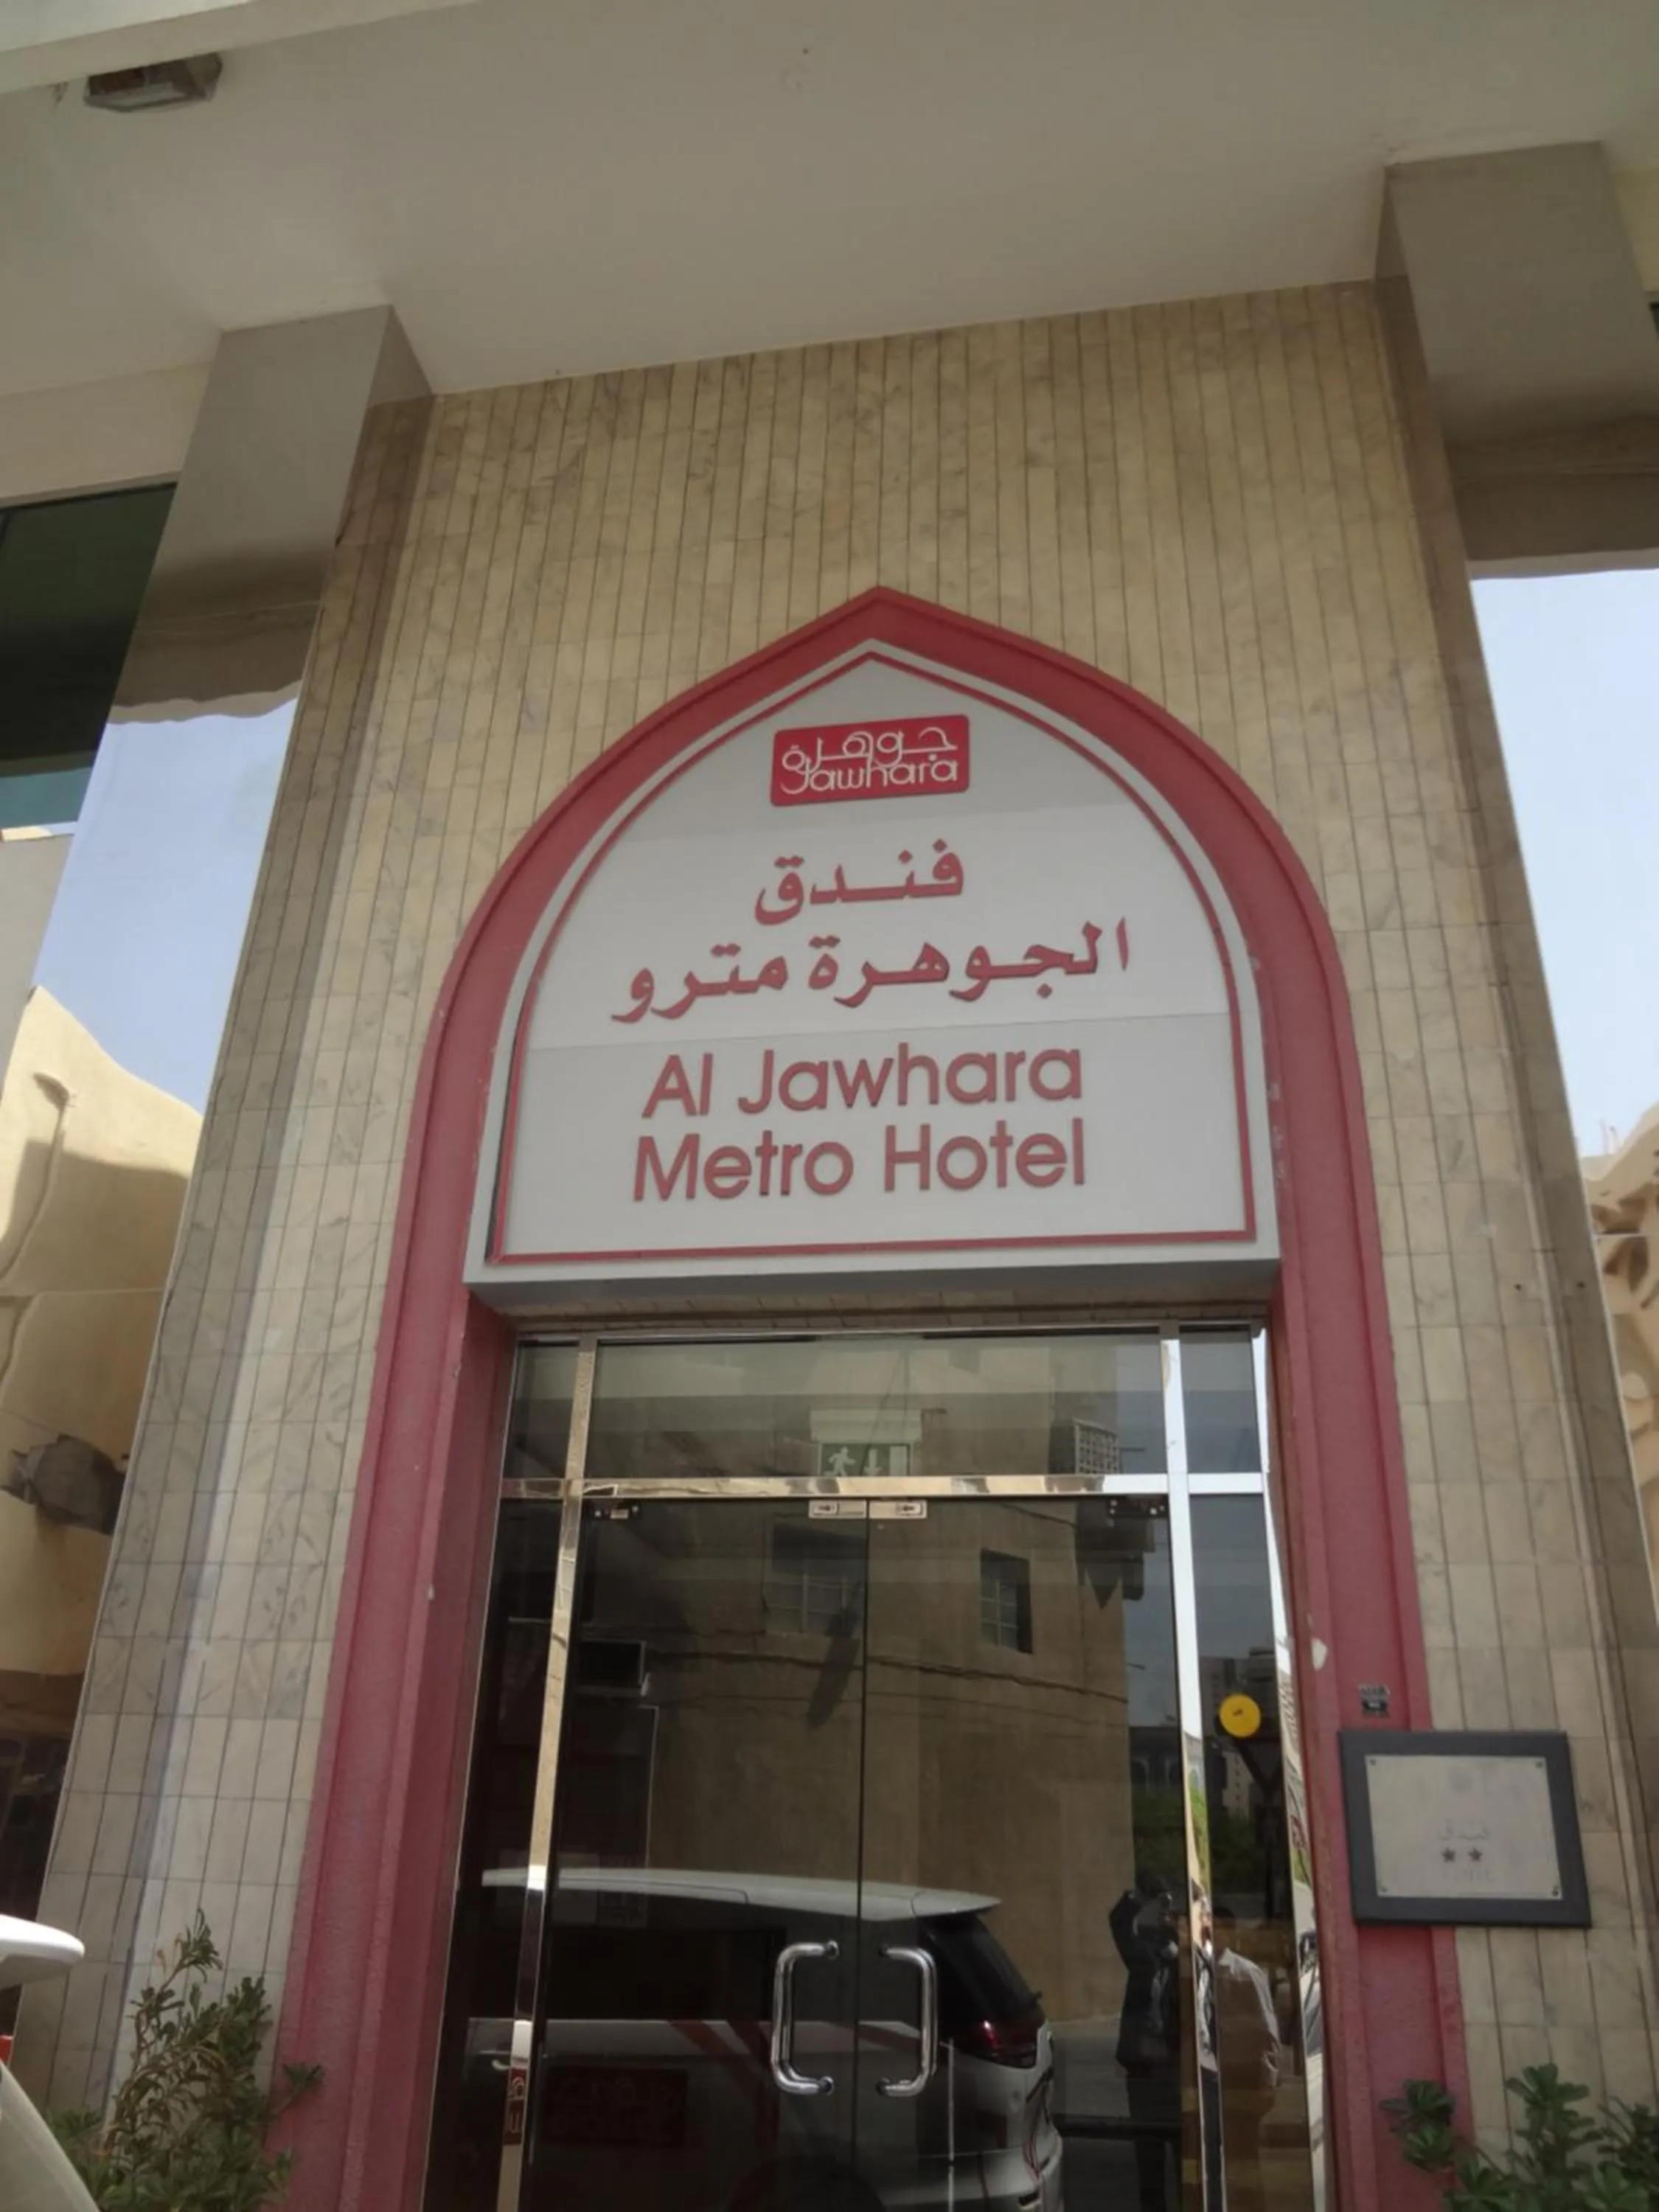 جوهرة
Jawhara
فندق
الجوهرة مترو
Al Jawhara
Metro Hotel